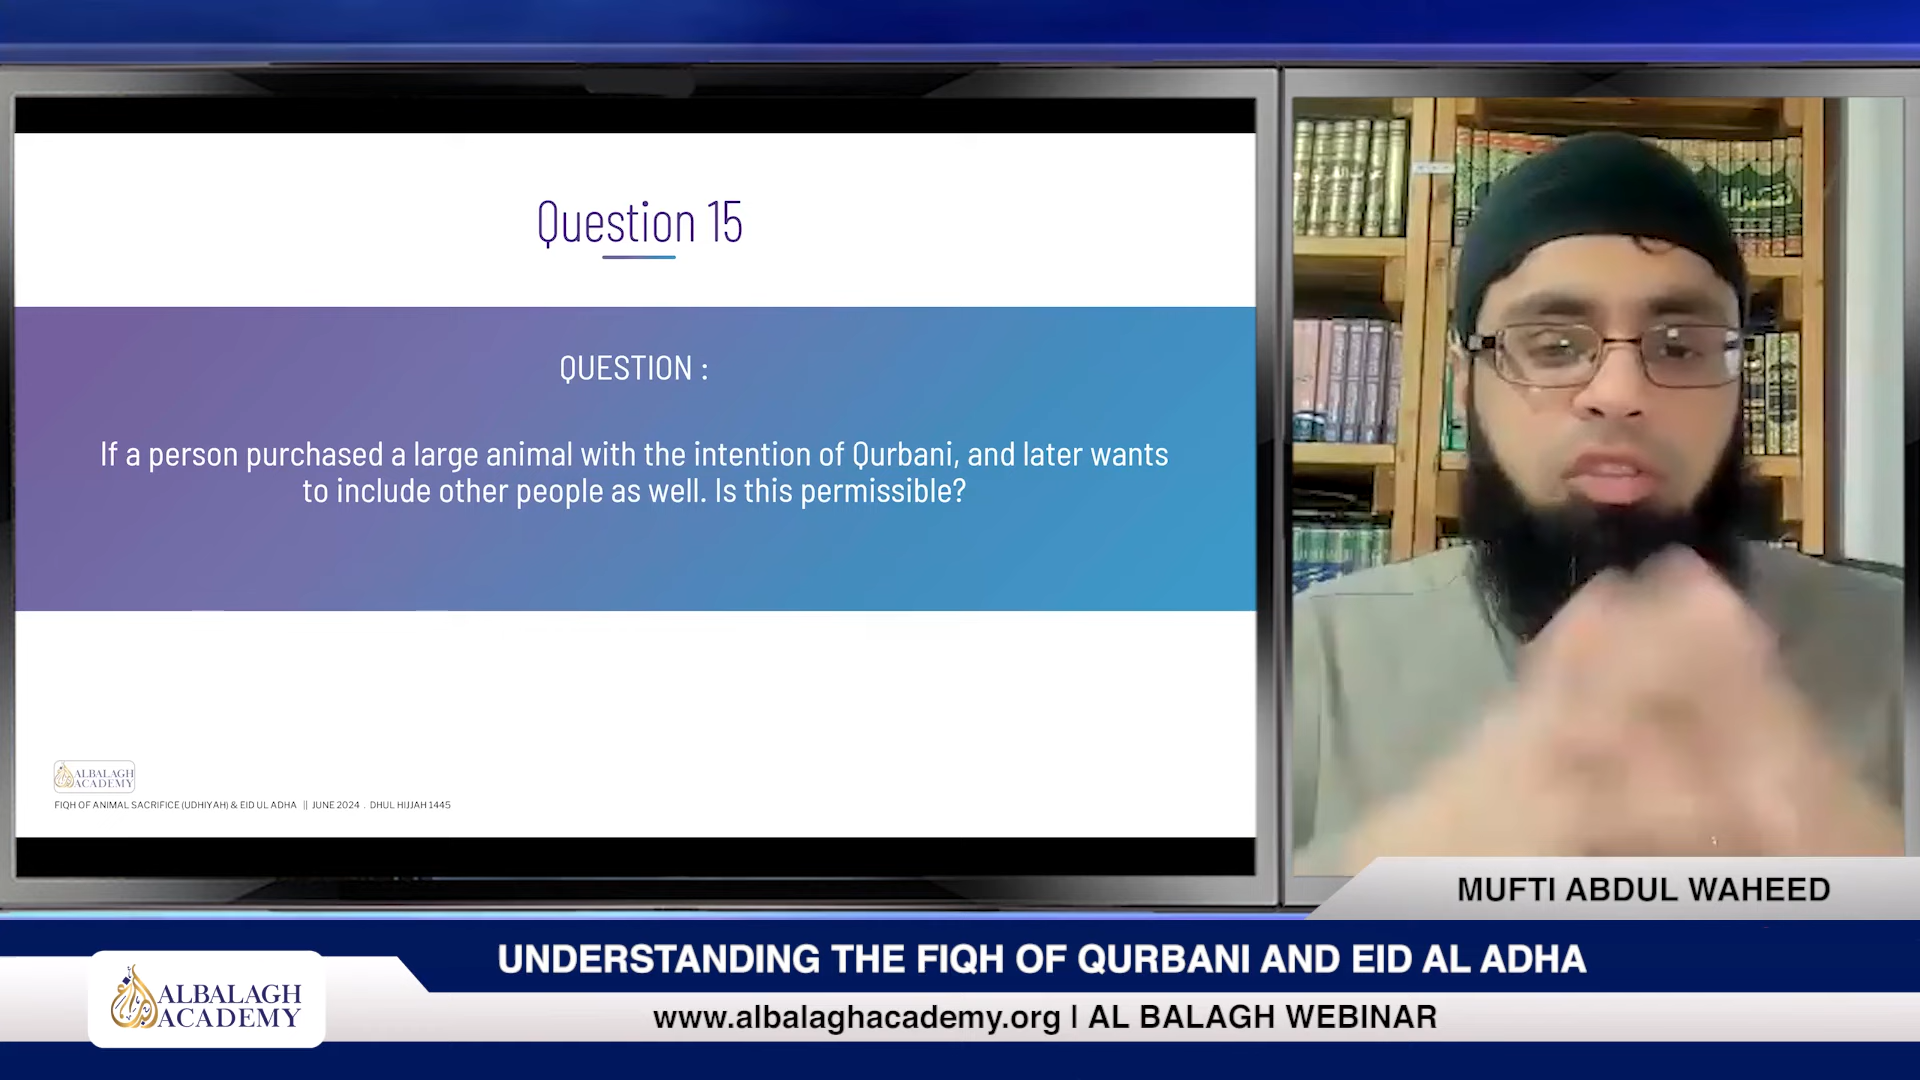 Question 15
QUESTION :
If a person purchased a large animal with the intention of Qurbani, and later wants
to include other people as well. Is this permissible?
ALBALAGH
ACADEMY
FIQH OF ANIMAL SACRIFICE (UDHIYAH) & EID UL ADHA || JUNE 2024 . DHUL HIJJAH 1445
MUFTI ABDUL WAHEED
UNDERSTANDING THE FIQH OF QURBANI AND EID AL ADHA
ALBALAGH
ACADEMY
www.albalaghacademy.org | AL BALAGH WEBINAR